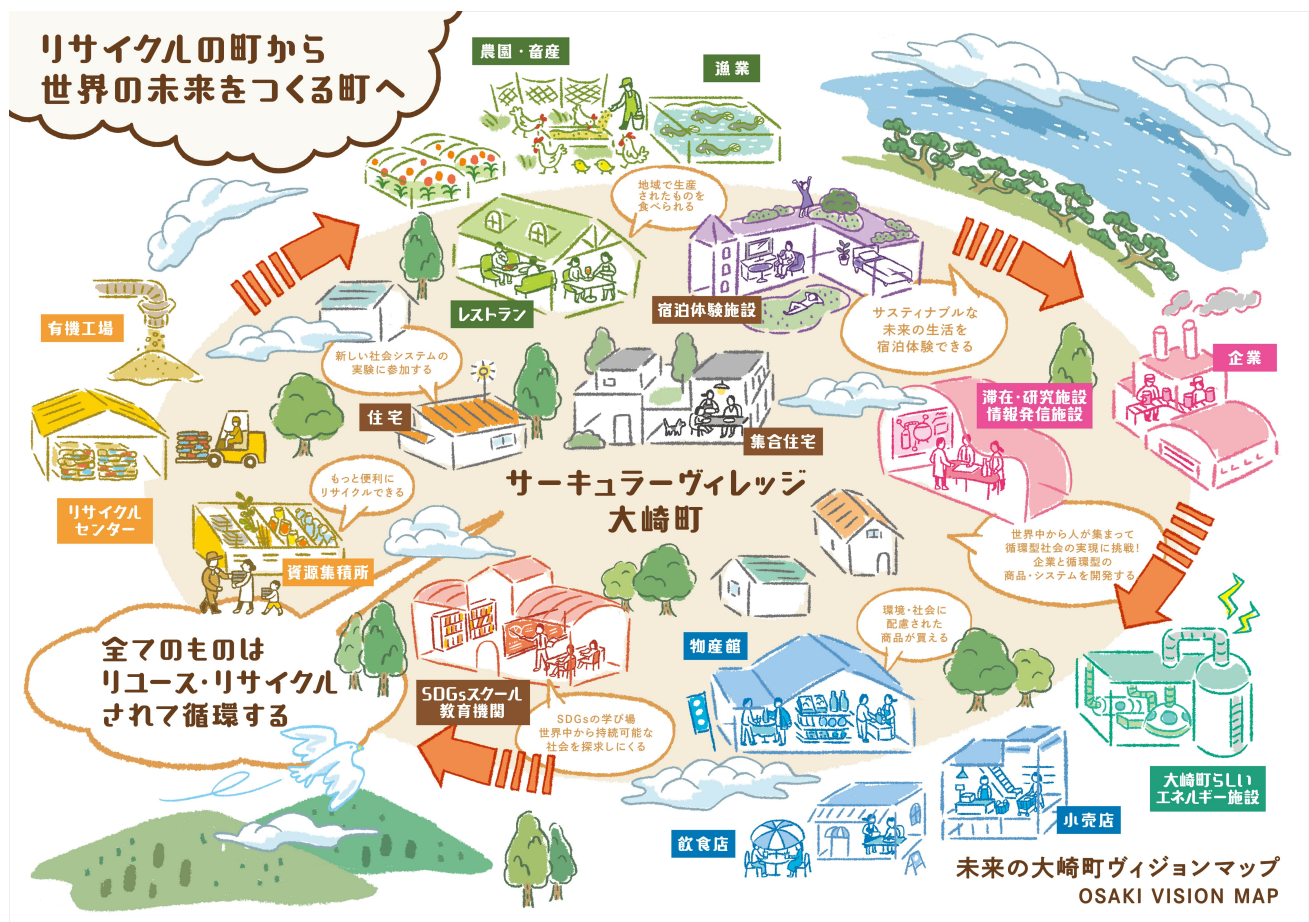 リサイクルの町から
世界の未来をつくる町へ
農園・畜産
漁業
地域で生産
されたものを
食べられる
レストラン
宿泊体験施設
サスティナブルな
未来の生活を
宿泊体験できる
有機工場
新しい社会システムの
実験に参加する
住宅
集合住宅
滞在・研究施設
情報発信施設
企業
リサイクル
センター
もっと便利に
リサイクルできる
資源集積所
サーキュラーヴィレッジ
大崎町
世界中から人が集まって
循環型社会の実現に挑戦!
企業と循環型の
商品・システムを開発する
環境・社会に
配慮された
商品が買える
物産館
全てのものは
リユース・リサイクル
されて循環する
SDGsスクール
教育機関
SDGsの学び場
世界中から持続可能な
社会を探求しにくる
大崎町らしい
エネルギー施設
小売店
飲食店
未来の大崎町ヴィジョンマップ
OSAKI VISION MAP